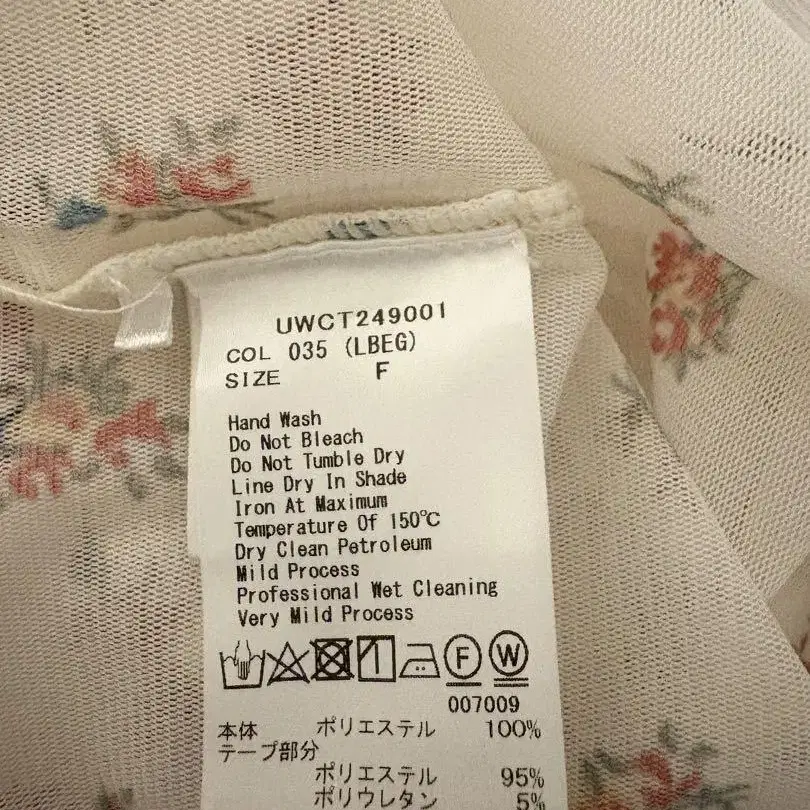 UWCT249001
COL 035 (LBEG)
SIZE F
Hand Wash
Do Not Bleach
Do Not Tumble Dry
Line Dry In Shade
Iron At Maximum
Temperature Of 150℃
Dry Clean Petroleum
Mild Process
Professional Wet Cleaning
Very Mild Process
F W
007009
本体 ポリエステル 100%
テープ部分
ポリエステル 95%
ポリウレタン 5%